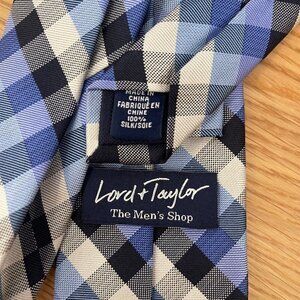 MADE IN
CHINA
FABRIQUÉ EN
CHINE
100%
SILK/SOIE
Lord & Taylor
The Men's Shop